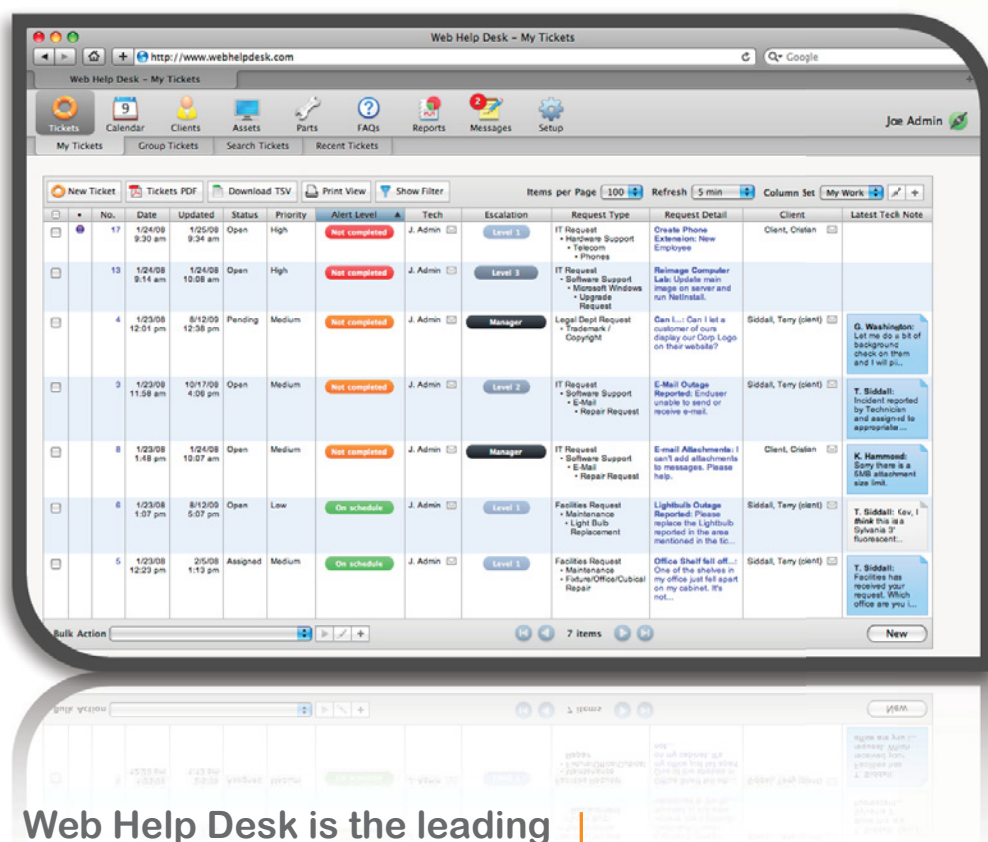 Web Help Desk – My Tickets
http://www.webhelpdesk.com
Google
Web Help Desk – My Tickets
Tickets
9
Calendar
Clients
Assets
Parts
FAQs
Reports
2
Messages
Setup
Joe Admin
My Tickets Group Tickets Search Tickets Recent Tickets
New Ticket Tickets PDF Download TSV Print View Show Filter Items per Page 100 Refresh 5 min Column Set My Work
No. Date Updated Status Priority Alert Level Tech Escalation Request Type Request Detail Client Latest Tech Note
17 1/24/08 9:30 am 1/25/08 9:34 am Open High Not completed J. Admin Level 1
IT Request
• Hardware Support
• Telecom
• Phones
Create Phone
Extension: New
Employee
Client, Cristan
13 1/24/08 9:14 am 1/24/08 10:08 am Open High Not completed J. Admin Level 3
IT Request
• Software Support
• Microsoft Windows
• Upgrade
Request
Reimage Computer
Lab: Update main
image on server and
run NetInstall.
4 1/23/08 12:01 pm 8/12/09 12:38 pm Pending Medium Not completed J. Admin Manager
Legal Dept Request
• Trademark /
Copyright
Can I...: Can I let a
customer of ours
display our Corp Logo
on their website?
Siddall, Terry (client)
G. Washington:
Let me do a bit of
background
check on them
and I will pi...
3 1/23/08 11:58 am 10/17/08 4:06 pm Open Medium Not completed J. Admin Level 2
IT Request
• Software Support
• E-Mail
• Repair Request
E-Mail Outage
Reported: Enduser
unable to send or
receive e-mail.
Siddall, Terry (client)
T. Siddall:
Incident reported
by Technician
and assigned to
appropriate ...
8 1/23/08 1:48 pm 1/24/08 10:07 am Open Medium Not completed J. Admin Manager
IT Request
• Software Support
• E-Mail
• Repair Request
E-mail Attachments: I
can't add attachments
to messages. Please
help.
Client, Cristan
K. Hammond:
Sorry there is a
5MB attachment
size limit.
6 1/23/08 1:07 pm 8/12/09 5:07 pm Open Low On schedule J. Admin Level 1
Facilities Request
• Maintenance
• Light Bulb
Replacement
Lightbulb Outage
Reported: Please
replace the Lightbulb
reported in the area
mentioned in the tic...
Siddall, Terry (client)
T. Siddall: Kev, I
think this is a
Sylvania 3'
fluorescent...
5 1/23/08 12:23 pm 2/5/08 1:13 pm Assigned Medium On schedule J. Admin Level 1
Facilities Request
• Maintenance
• Fixture/Office/Cubical
Repair
Office Shelf fell off...:
One of the shelves in
my office just fell apart
on my cabinet. It's
not...
Siddall, Terry (client)
T. Siddall:
Facilities has
received your
request. Which
office are you i...
Bulk Action 7 items New
Web Help Desk is the leading